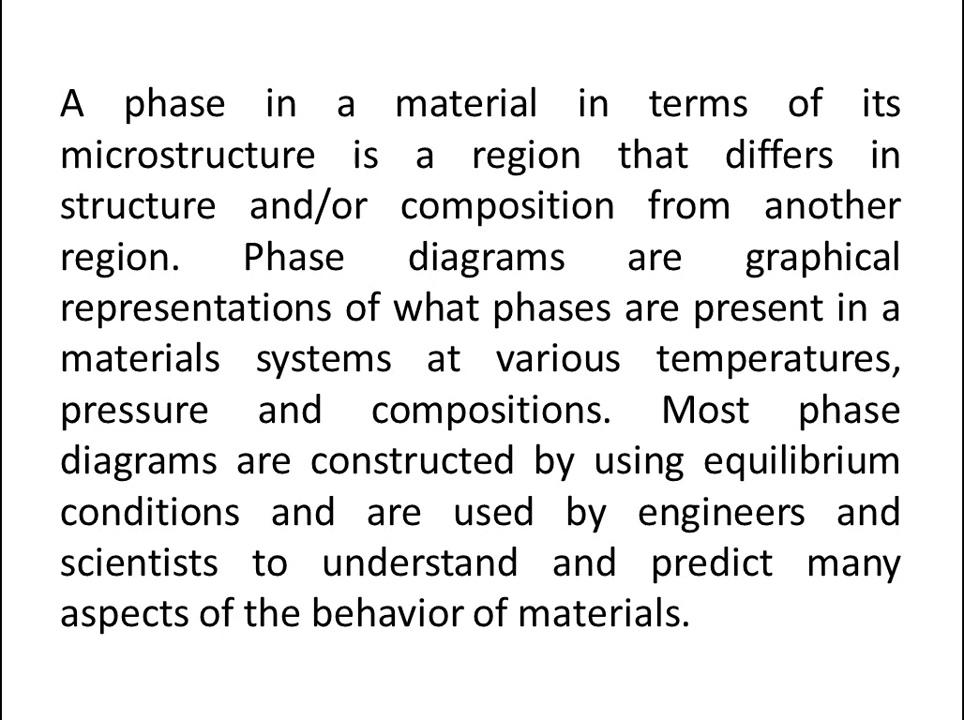 A phase in a material in terms of its
microstructure is a region that differs in
structure and/or composition from another
region. Phase diagrams are graphical
representations of what phases are present in a
materials systems at various temperatures,
pressure and compositions. Most phase
diagrams are constructed by using equilibrium
conditions and are used by engineers and
scientists to understand and predict many
aspects of the behavior of materials.